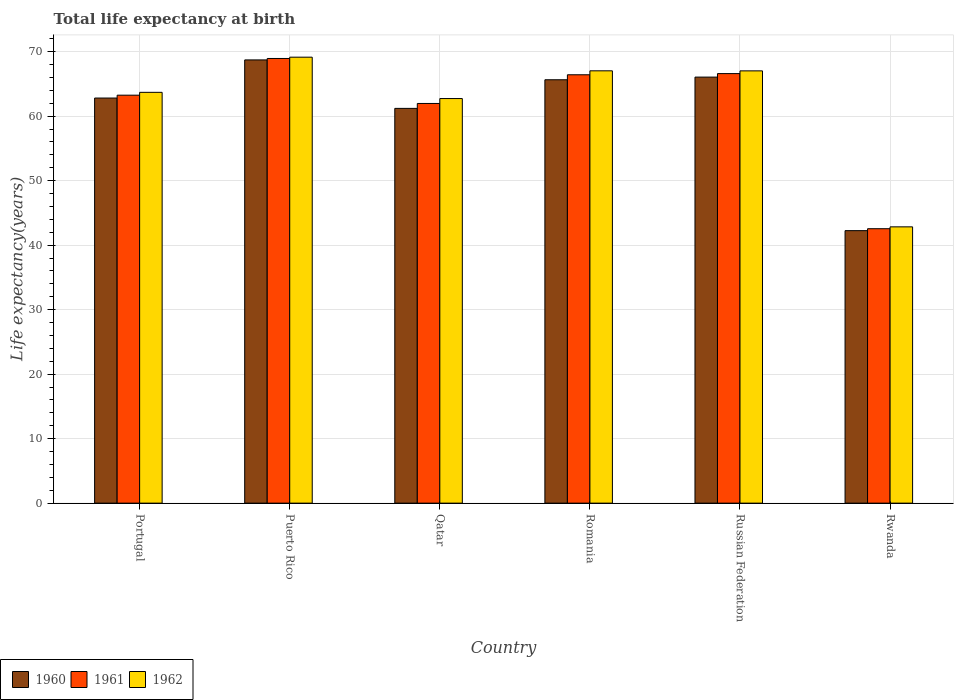 Total life expectancy at birth
Life expectancy(years)
70
60
50
40
30
20
10
0
Portugal
Puerto Rico
Qatar
Romania
Russian Federation
Rwanda
Country
1960
1961
1962